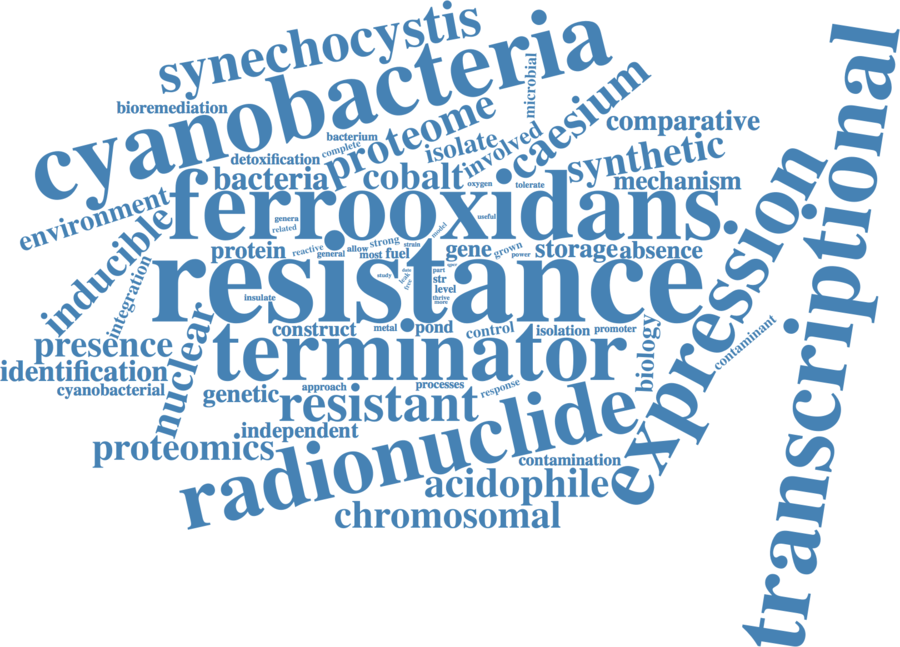 synechocystis
cyanobacteria
transcriptional
microbial
bioremediation
bacterium
complete
proteome
isolate
involved
caesium
comparative
detoxification
bacteria
cobalt
oxygen
tolerate
synthetic
mechanism
environment
ferrooxidans
expression
inducible
genera
related
model
useful
protein
reactive
general
allow
most
strong
fuel
strain
gene
grown
power
storage
absence
integration
resistance
study
free
part
str
level
thrive
more
insulate
nuclear
presence
construct
metal
pond
control
isolation
promoter
biology
contaminant
terminator
identification
cyanobacterial
genetic
approach
processes
response
resistant
independent
proteomics
radionuclide
contamination
acidophile
chromosomal